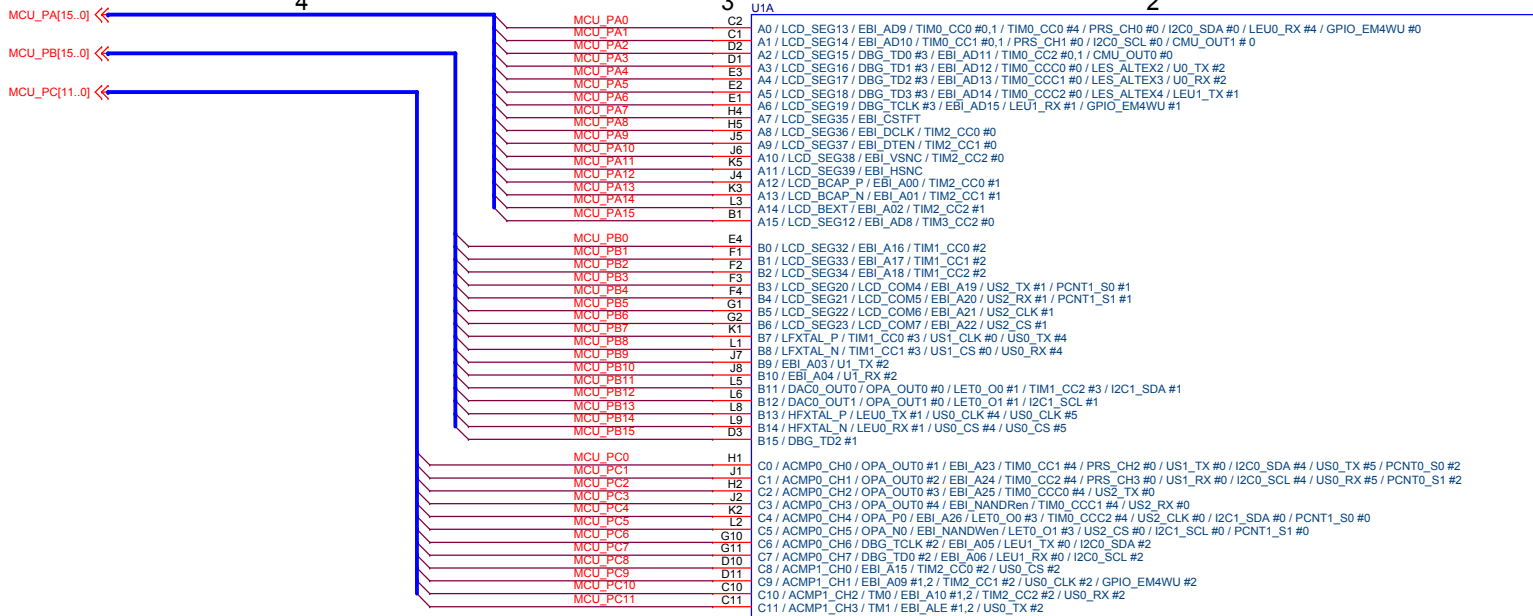 4 3 2
U1A
MCU_PA[15..0]
MCU_PB[15..0]
MCU_PC[11..0]
MCU_PA0 C2 A0 / LCD_SEG13 / EBI_AD9 / TIM0_CC0 #0,1 / TIM0_CC0 #4 / PRS_CH0 #0 / I2C0_SDA #0 / LEU0_RX #4 / GPIO_EM4WU #0
MCU_PA1 C1 A1 / LCD_SEG14 / EBI_AD10 / TIM0_CC1 #0,1 / PRS_CH1 #0 / I2C0_SCL #0 / CMU_OUT1 # 0
MCU_PA2 D2 A2 / LCD_SEG15 / DBG_TD0 #3 / EBI_AD11 / TIM0_CC2 #0,1 / CMU_OUT0 #0
MCU_PA3 D1 A3 / LCD_SEG16 / DBG_TD1 #3 / EBI_AD12 / TIM0_CCC0 #0 / LES_ALTEX2 / U0_TX #2
MCU_PA4 E3 A4 / LCD_SEG17 / DBG_TD2 #3 / EBI_AD13 / TIM0_CCC1 #0 / LES_ALTEX3 / U0_RX #2
MCU_PA5 E2 A5 / LCD_SEG18 / DBG_TD3 #3 / EBI_AD14 / TIM0_CCC2 #0 / LES_ALTEX4 / LEU1_TX #1
MCU_PA6 E1 A6 / LCD_SEG19 / DBG_TCLK #3 / EBI_AD15 / LEU1_RX #1 / GPIO_EM4WU #1
MCU_PA7 H4 A7 / LCD_SEG35 / EBI_CSTFT
MCU_PA8 H5 A8 / LCD_SEG36 / EBI_DCLK / TIM2_CC0 #0
MCU_PA9 J5 A9 / LCD_SEG37 / EBI_DTEN / TIM2_CC1 #0
MCU_PA10 J6 A10 / LCD_SEG38 / EBI_VSNC / TIM2_CC2 #0
MCU_PA11 K5 A11 / LCD_SEG39 / EBI_HSNC
MCU_PA12 J4 A12 / LCD_BCAP_P / EBI_A00 / TIM2_CC0 #1
MCU_PA13 K3 A13 / LCD_BCAP_N / EBI_A01 / TIM2_CC1 #1
MCU_PA14 L3 A14 / LCD_BEXT / EBI_A02 / TIM2_CC2 #1
MCU_PA15 B1 A15 / LCD_SEG12 / EBI_AD8 / TIM3_CC2 #0
MCU_PB0 E4 B0 / LCD_SEG32 / EBI_A16 / TIM1_CC0 #2
MCU_PB1 F1 B1 / LCD_SEG33 / EBI_A17 / TIM1_CC1 #2
MCU_PB2 F2 B2 / LCD_SEG34 / EBI_A18 / TIM1_CC2 #2
MCU_PB3 F3 B3 / LCD_SEG20 / LCD_COM4 / EBI_A19 / US2_TX #1 / PCNT1_S0 #1
MCU_PB4 F4 B4 / LCD_SEG21 / LCD_COM5 / EBI_A20 / US2_RX #1 / PCNT1_S1 #1
MCU_PB5 G1 B5 / LCD_SEG22 / LCD_COM6 / EBI_A21 / US2_CLK #1
MCU_PB6 G2 B6 / LCD_SEG23 / LCD_COM7 / EBI_A22 / US2_CS #1
MCU_PB7 K1 B7 / LFXTAL_P / TIM1_CC0 #3 / US1_CLK #0 / US0_TX #4
MCU_PB8 L1 B8 / LFXTAL_N / TIM1_CC1 #3 / US1_CS #0 / US0_RX #4
MCU_PB9 J7 B9 / EBI_A03 / U1_TX #2
MCU_PB10 J8 B10 / EBI_A04 / U1_RX #2
MCU_PB11 L5 B11 / DAC0_OUT0 / OPA_OUT0 #0 / LET0_O0 #1 / TIM1_CC2 #3 / I2C1_SDA #1
MCU_PB12 L6 B12 / DAC0_OUT1 / OPA_OUT1 #0 / LET0_O1 #1 / I2C1_SCL #1
MCU_PB13 L8 B13 / HFXTAL_P / LEU0_TX #1 / US0_CLK #4 / US0_CLK #5
MCU_PB14 L9 B14 / HFXTAL_N / LEU0_RX #1 / US0_CS #4 / US0_CS #5
MCU_PB15 D3 B15 / DBG_TD2 #1
MCU_PC0 H1 C0 / ACMP0_CH0 / OPA_OUT0 #1 / EBI_A23 / TIM0_CC1 #4 / PRS_CH2 #0 / US1_TX #0 / I2C0_SDA #4 / US0_TX #5 / PCNT0_S0 #2
MCU_PC1 J1 C1 / ACMP0_CH1 / OPA_OUT0 #2 / EBI_A24 / TIM0_CC2 #4 / PRS_CH3 #0 / US1_RX #0 / I2C0_SCL #4 / US0_RX #5 / PCNT0_S1 #2
MCU_PC2 H2 C2 / ACMP0_CH2 / OPA_OUT0 #3 / EBI_A25 / TIM0_CCC0 #4 / US2_TX #0
MCU_PC3 J2 C3 / ACMP0_CH3 / OPA_OUT0 #4 / EBI_NANDRen / TIM0_CCC1 #4 / US2_RX #0
MCU_PC4 K2 C4 / ACMP0_CH4 / OPA_P0 / EBI_A26 / LET0_O0 #3 / TIM0_CCC2 #4 / US2_CLK #0 / I2C1_SDA #0 / PCNT1_S0 #0
MCU_PC5 L2 C5 / ACMP0_CH5 / OPA_N0 / EBI_NANDWen / LET0_O1 #3 / US2_CS #0 / I2C1_SCL #0 / PCNT1_S1 #0
MCU_PC6 G10 C6 / ACMP0_CH6 / DBG_TCLK #2 / EBI_A05 / LEU1_TX #0 / I2C0_SDA #2
MCU_PC7 G11 C7 / ACMP0_CH7 / DBG_TD0 #2 / EBI_A06 / LEU1_RX #0 / I2C0_SCL #2
MCU_PC8 D10 C8 / ACMP1_CH0 / EBI_A15 / TIM2_CC0 #2 / US0_CS #2
MCU_PC9 D11 C9 / ACMP1_CH1 / EBI_A09 #1,2 / TIM2_CC1 #2 / US0_CLK #2 / GPIO_EM4WU #2
MCU_PC10 C10 C10 / ACMP1_CH2 / TM0 / EBI_A10 #1,2 / TIM2_CC2 #2 / US0_RX #2
MCU_PC11 C11 C11 / ACMP1_CH3 / TM1 / EBI_ALE #1,2 / US0_TX #2